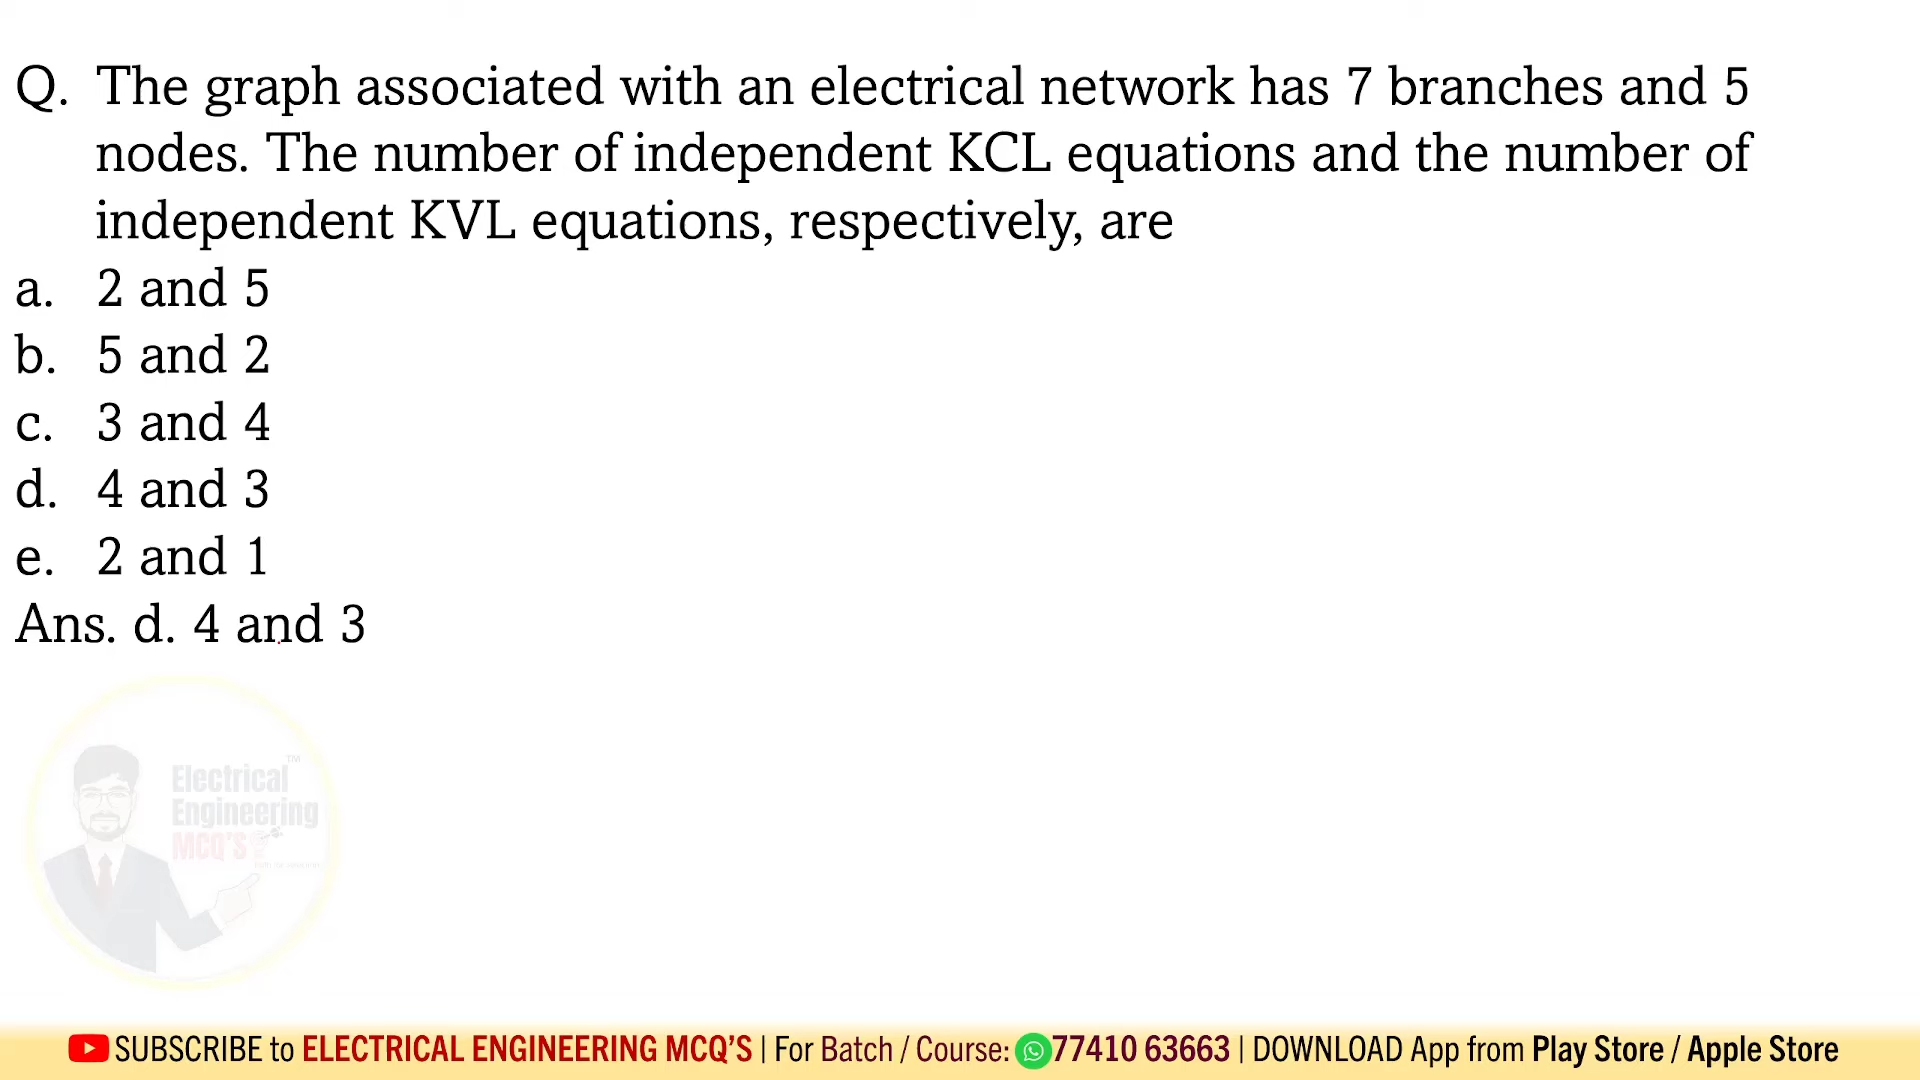 Q. The graph associated with an electrical network has 7 branches and 5
nodes. The number of independent KCL equations and the number of
independent KVL equations, respectively, are
a. 2 and 5
b. 5 and 2
c. 3 and 4
d. 4 and 3
e. 2 and 1
Ans. d. 4 and 3
Electrical™
Engineering
MCQ'S
SUBSCRIBE to ELECTRICAL ENGINEERING MCQ'S | For Batch / Course: 77410 63663 | DOWNLOAD App from Play Store / Apple Store